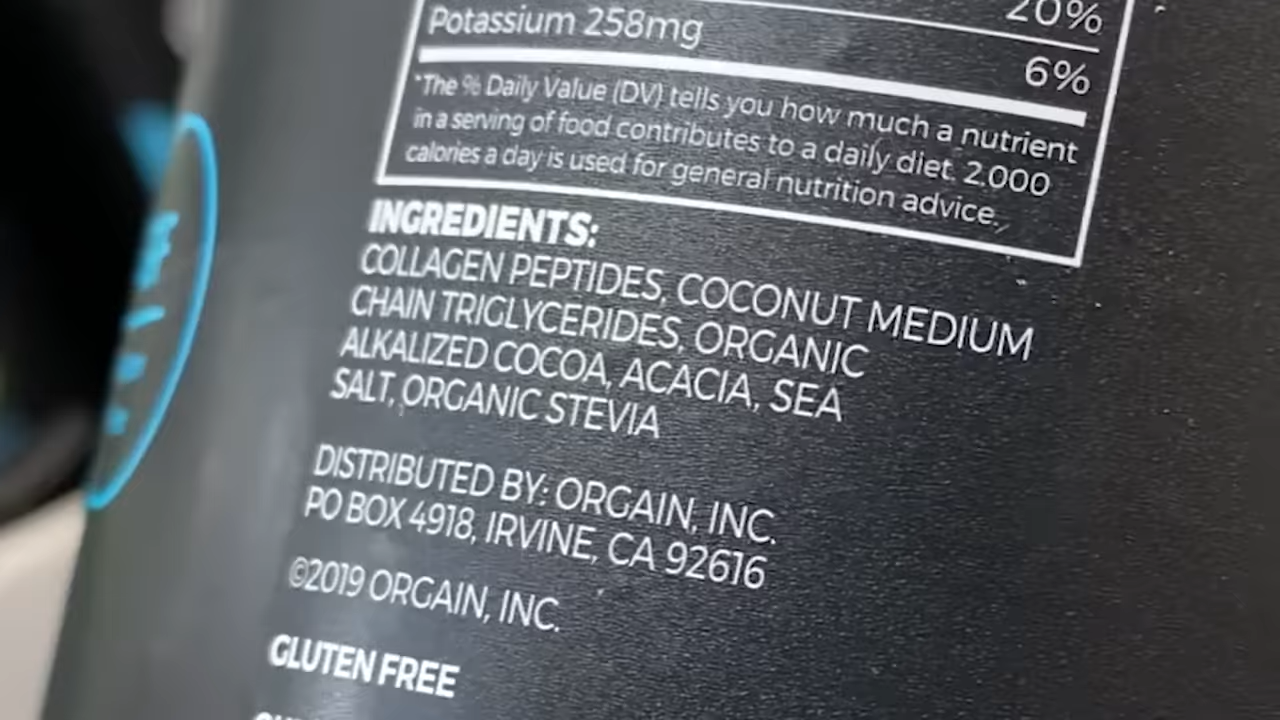 20%
Potassium 258mg 6%
*The % Daily Value (DV) tells you how much a nutrient
in a serving of food contributes to a daily diet. 2,000
calories a day is used for general nutrition advice.
INGREDIENTS:
COLLAGEN PEPTIDES, COCONUT MEDIUM
CHAIN TRIGLYCERIDES, ORGANIC
ALKALIZED COCOA, ACACIA, SEA
SALT, ORGANIC STEVIA
DISTRIBUTED BY: ORGAIN, INC.
PO BOX 4918, IRVINE, CA 92616
©2019 ORGAIN, INC.
GLUTEN FREE